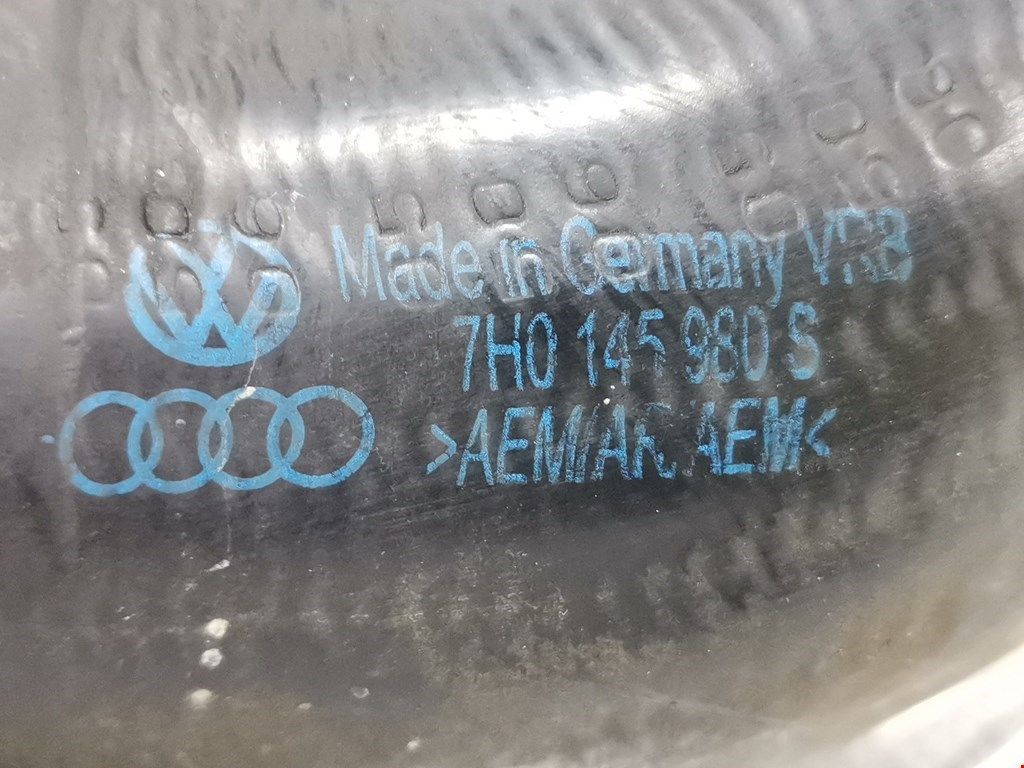 Made in Germany VRB
7H0 145 980 S
>AEM/AR/AEM<